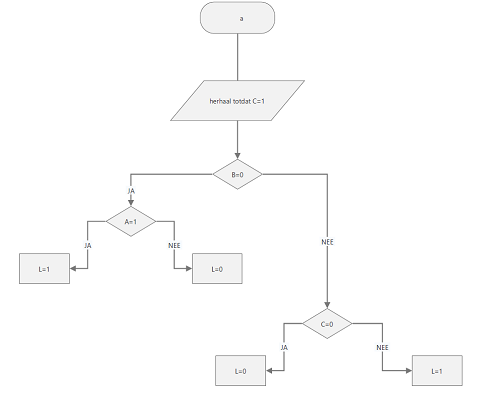 a
herhaal totdat C=1
B=0
JA
A=1
JA
NEE
L=1
L=0
NEE
C=0
JA
NEE
L=0
L=1